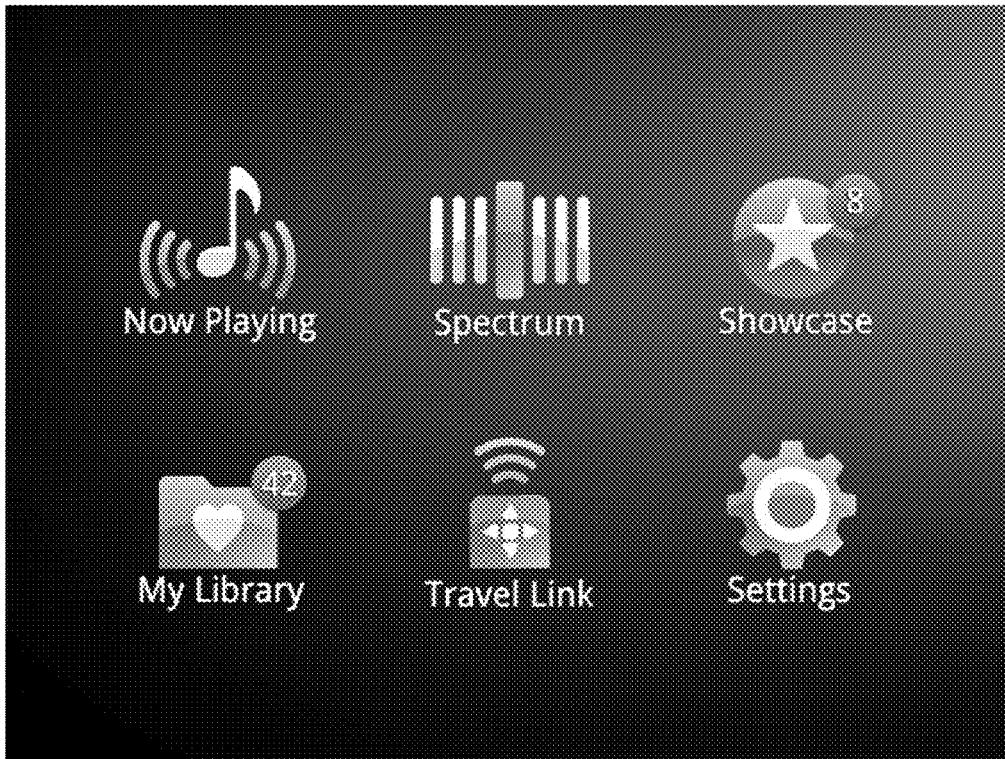 8
Now Playing
Spectrum
Showcase
42
My Library
Travel Link
Settings